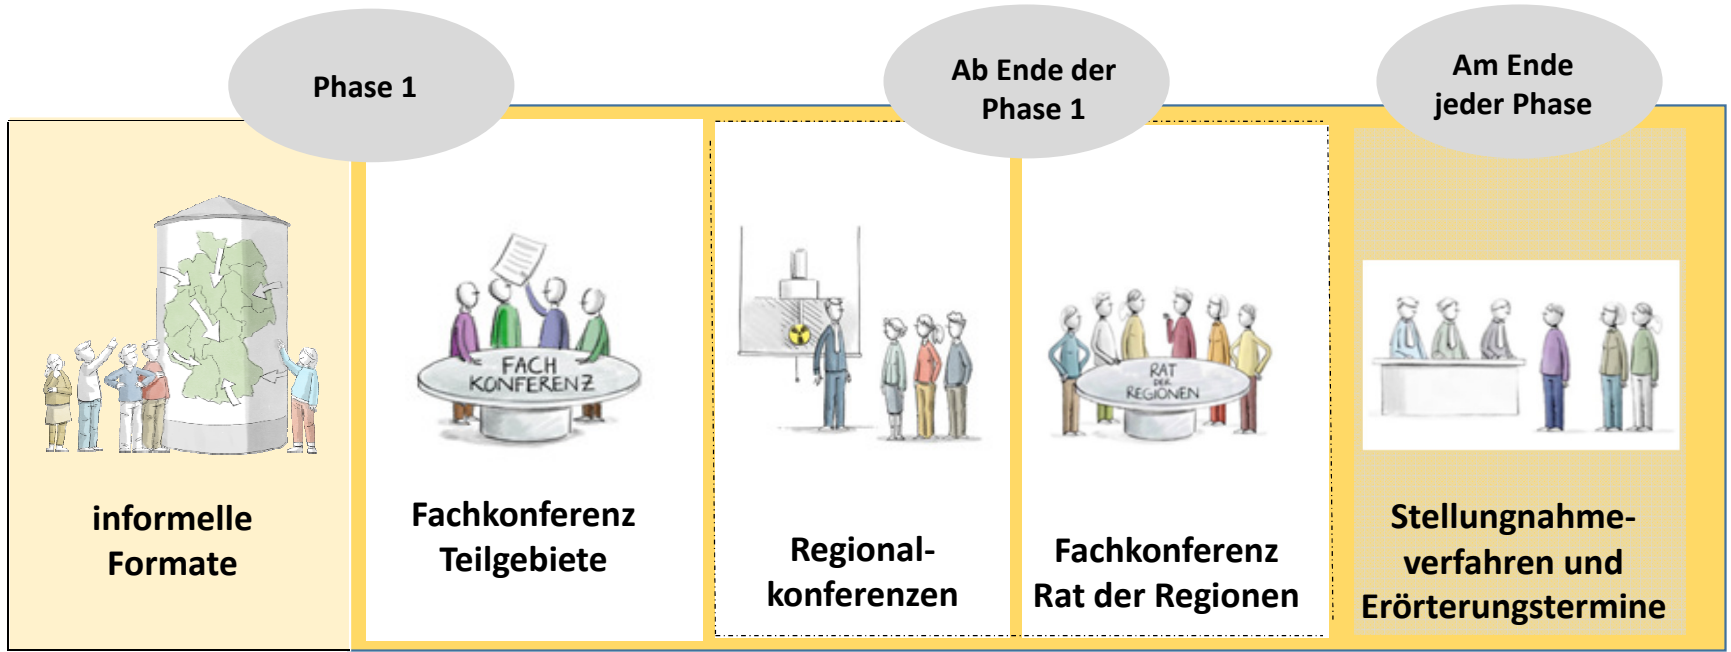 Phase 1
Ab Ende der
Phase 1
Am Ende
jeder Phase
FACH
KONFERENZ
RAT
DER
REGIONEN
informelle
Formate
Fachkonferenz
Teilgebiete
Regional-
konferenzen
Fachkonferenz
Rat der Regionen
Stellungnahme-
verfahren und
Erörterungstermine